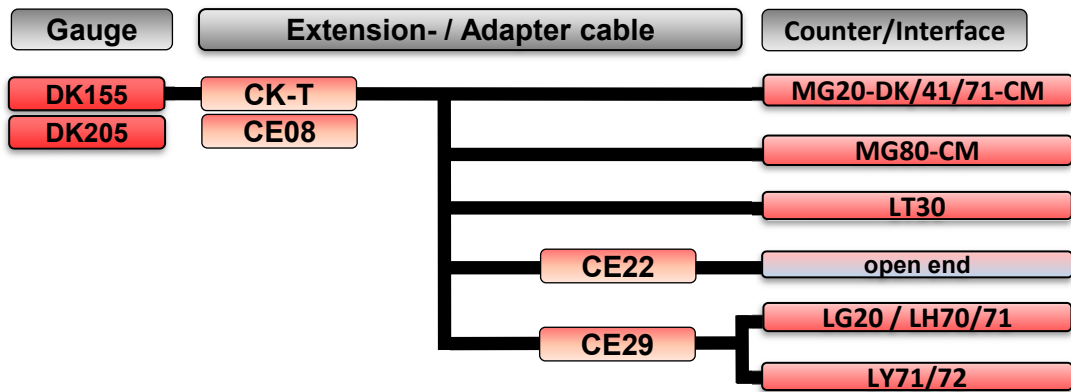 Gauge
Extension- / Adapter cable
Counter/Interface
DK155
CK-T
MG20-DK/41/71-CM
DK205
CE08
MG80-CM
LT30
CE22
open end
CE29
LG20 / LH70/71
LY71/72